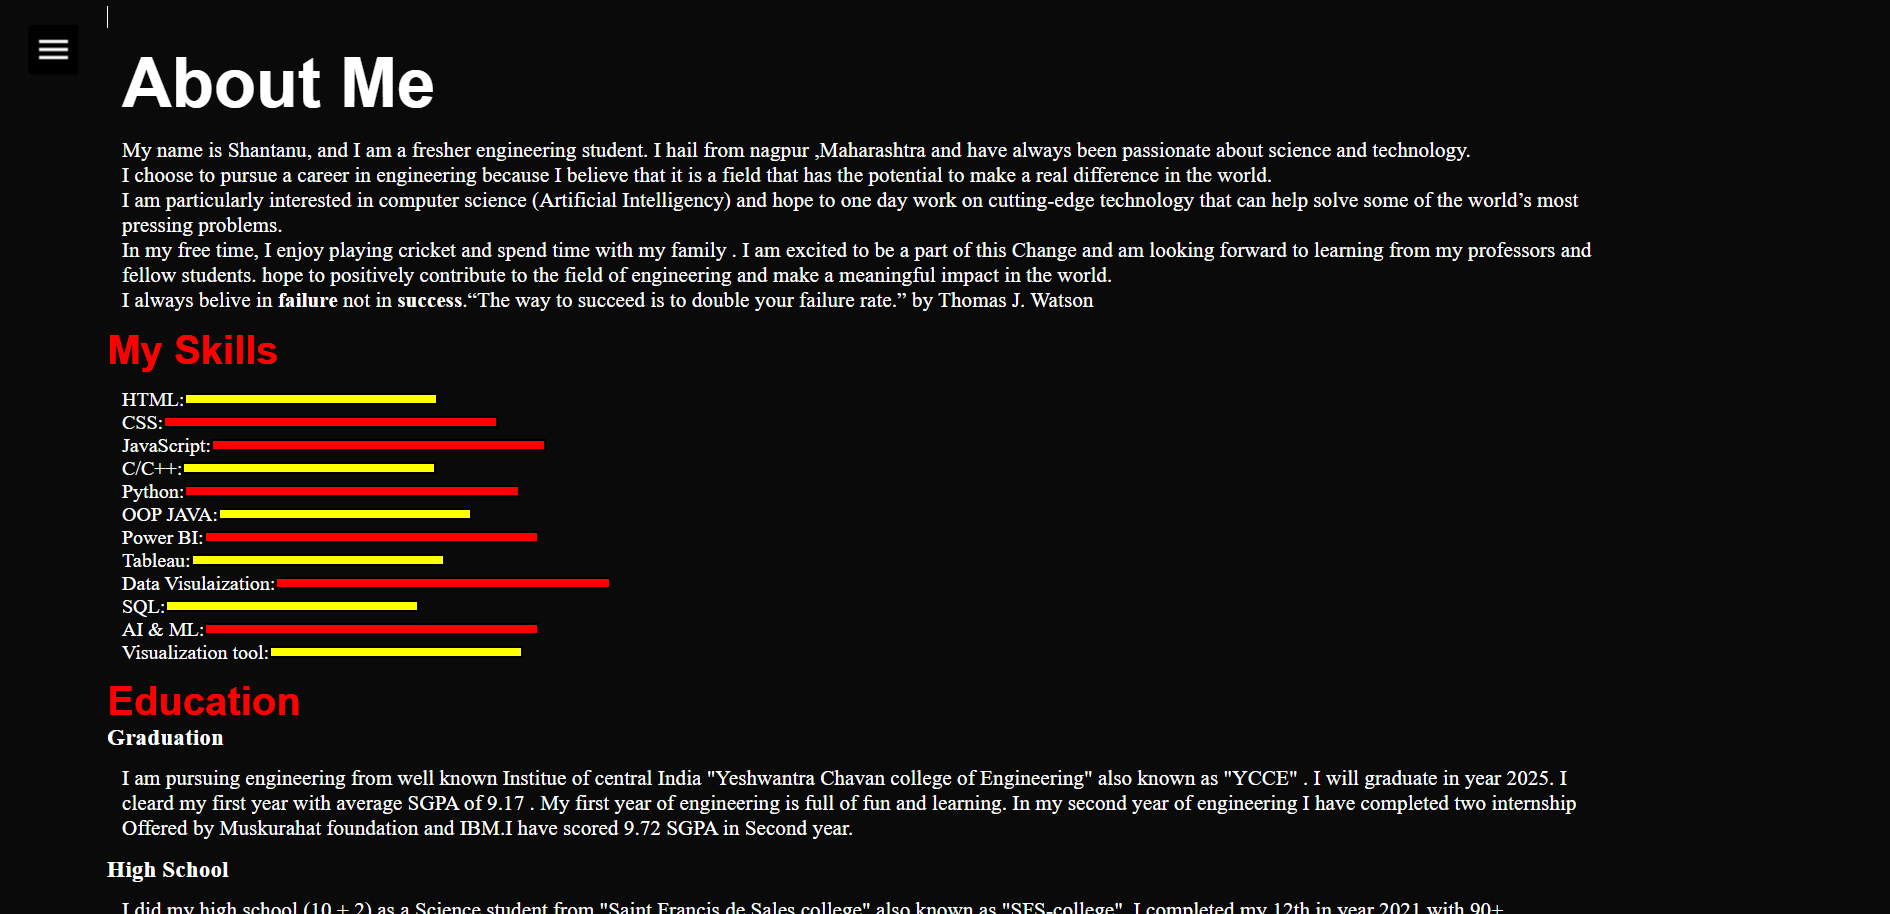 About Me
My name is Shantanu, and I am a fresher engineering student. I hail from nagpur ,Maharashtra and have always been passionate about science and technology.
I choose to pursue a career in engineering because I believe that it is a field that has the potential to make a real difference in the world.
I am particularly interested in computer science (Artificial Intelligency) and hope to one day work on cutting-edge technology that can help solve some of the world’s most
pressing problems.
In my free time, I enjoy playing cricket and spend time with my family . I am excited to be a part of this Change and am looking forward to learning from my professors and
fellow students. hope to positively contribute to the field of engineering and make a meaningful impact in the world.
I always belive in failure not in success.“The way to succeed is to double your failure rate.” by Thomas J. Watson
My Skills
HTML:
CSS:
JavaScript:
C/C++:
Python:
OOP JAVA:
Power BI:
Tableau:
Data Visulaization:
SQL:
AI & ML:
Visualization tool:
Education
Graduation
I am pursuing engineering from well known Institue of central India "Yeshwantra Chavan college of Engineering" also known as "YCCE" . I will graduate in year 2025. I
cleard my first year with average SGPA of 9.17 . My first year of engineering is full of fun and learning. In my second year of engineering I have completed two internship
Offered by Muskurahat foundation and IBM.I have scored 9.72 SGPA in Second year.
High School
I did my high school (10 + 2) as a Science student from "Saint Francis de Sales college" also known as "SFS-college". I completed my 12th in year 2021 with 90+